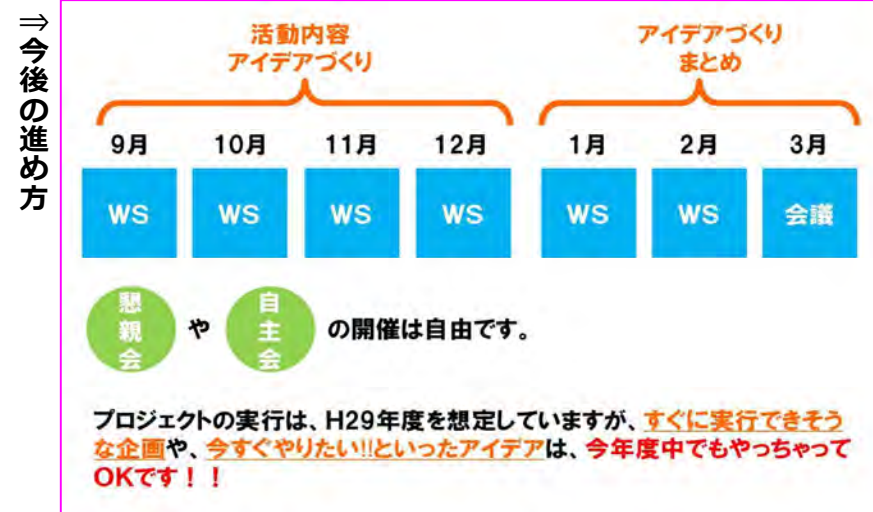 ⇒今後の進め方
活動内容
アイデアづくり
アイデアづくり
まとめ
9月
10月
11月
12月
1月
2月
3月
WS
WS
WS
WS
WS
WS
会議
懇親会
や
自主会
の開催は自由です。
プロジェクトの実行は、H29年度を想定していますが、すぐに実行できそう
な企画や、今すぐやりたい!!といったアイデアは、今年度中でもやっちゃって
OKです！！